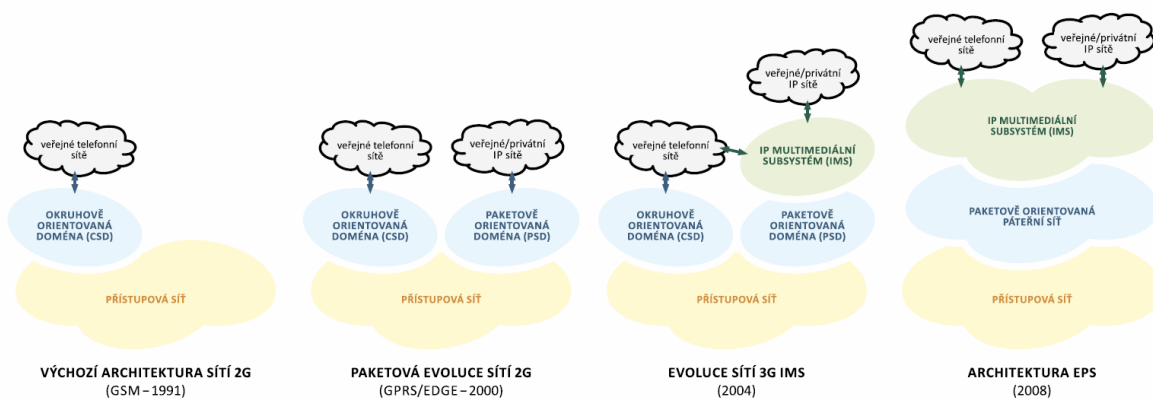 veřejné telefonní
sítě
OKRUHOVĚ
ORIENTOVANÁ
DOMÉNA (CSD)
PŘÍSTUPOVÁ SÍŤ
VÝCHOZÍ ARCHITEKTURA SÍTÍ 2G
(GSM – 1991)
veřejné telefonní
sítě
veřejné/privátní
IP sítě
OKRUHOVĚ
ORIENTOVANÁ
DOMÉNA (CSD)
PAKETOVĚ
ORIENTOVANÁ
DOMÉNA (PSD)
PŘÍSTUPOVÁ SÍŤ
PAKETOVÁ EVOLUCE SÍTÍ 2G
(GPRS/EDGE – 2000)
veřejné/privátní
IP sítě
veřejné telefonní
sítě
IP MULTIMEDIÁLNÍ
SUBSYSTÉM (IMS)
OKRUHOVĚ
ORIENTOVANÁ
DOMÉNA (CSD)
PAKETOVĚ
ORIENTOVANÁ
DOMÉNA (PSD)
PŘÍSTUPOVÁ SÍŤ
EVOLUCE SÍTÍ 3G IMS
(2004)
veřejné telefonní
sítě
veřejné/privátní
IP sítě
IP MULTIMEDIÁLNÍ
SUBSYSTÉM (IMS)
PAKETOVĚ ORIENTOVANÁ
PÁTEŘNÍ SÍŤ
PŘÍSTUPOVÁ SÍŤ
ARCHITEKTURA EPS
(2008)